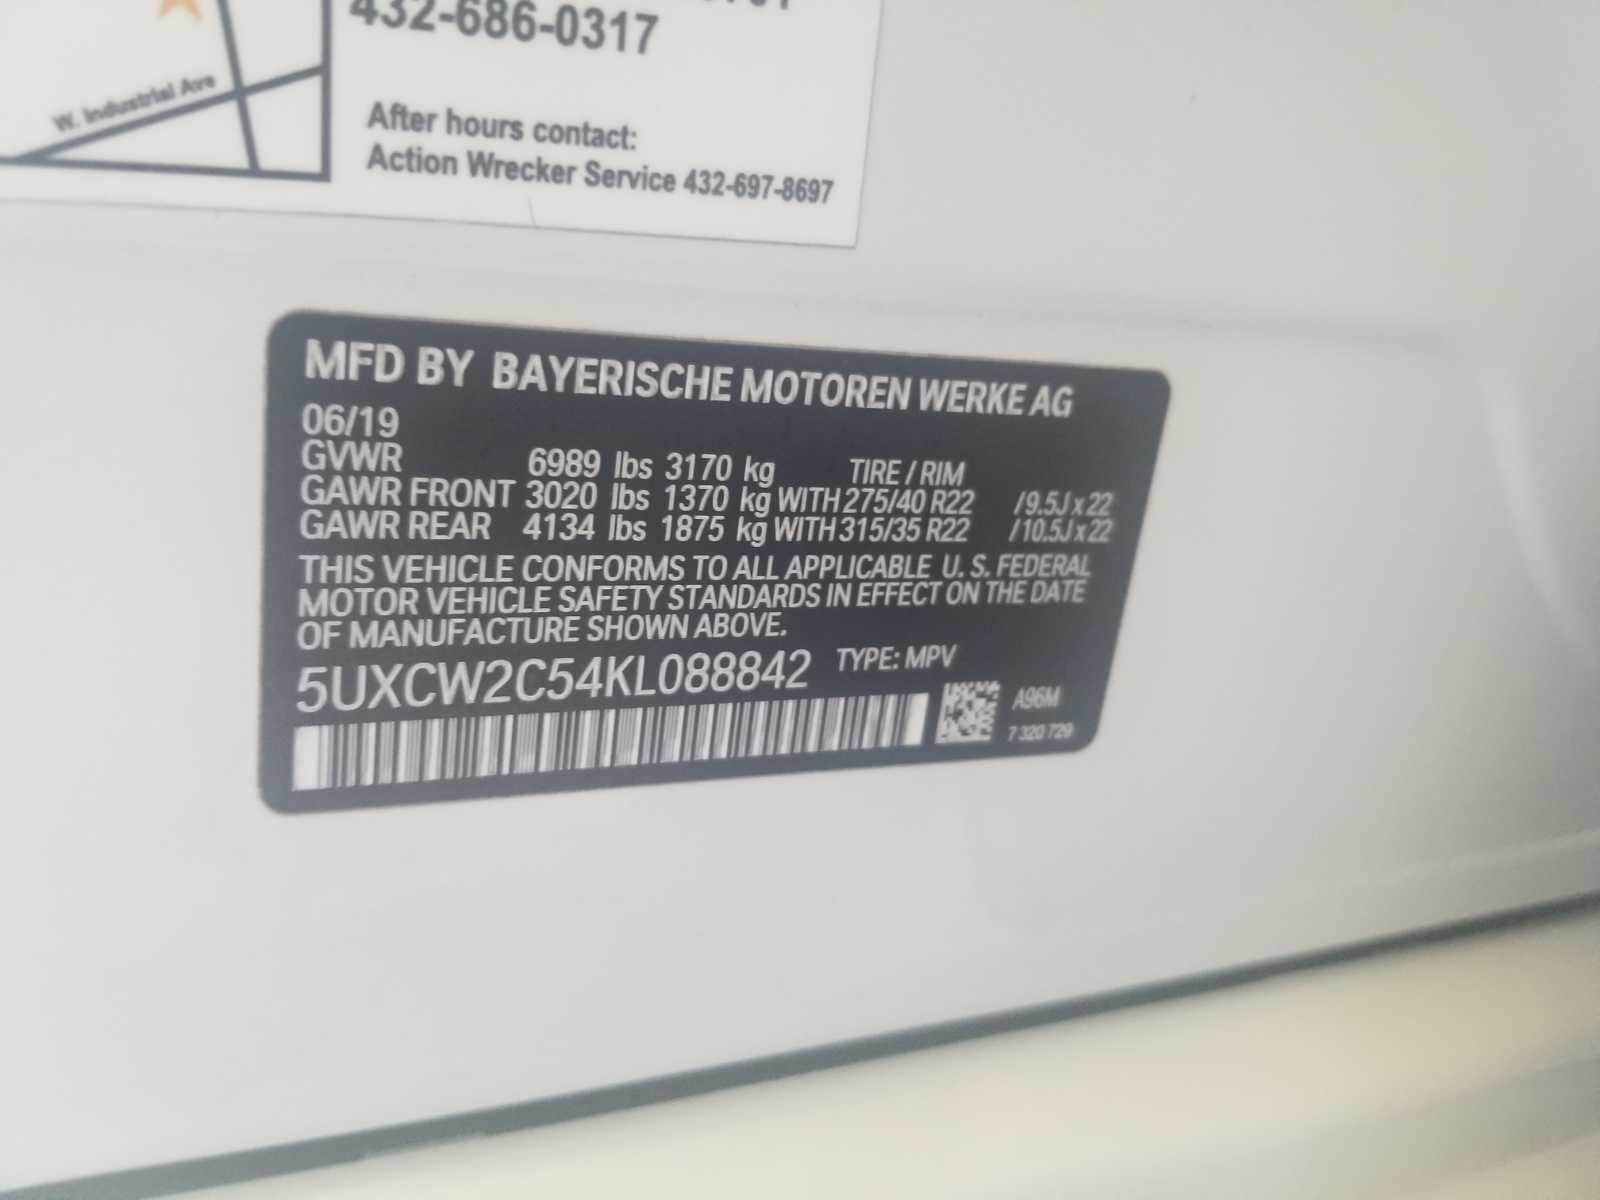 432-686-0317
W. Industrial Ave
After hours contact:
Action Wrecker Service 432-697-8697
MFD BY BAYERISCHE MOTOREN WERKE AG
06/19
GVWR 6989 lbs 3170 kg TIRE / RIM
GAWR FRONT 3020 lbs 1370 kg WITH 275/40 R22 /9.5J x 22
GAWR REAR 4134 lbs 1875 kg WITH 315/35 R22 /10.5J x 22
THIS VEHICLE CONFORMS TO ALL APPLICABLE U. S. FEDERAL
MOTOR VEHICLE SAFETY STANDARDS IN EFFECT ON THE DATE
OF MANUFACTURE SHOWN ABOVE.
5UXCW2C54KL088842 TYPE: MPV
A96M
7 320 729